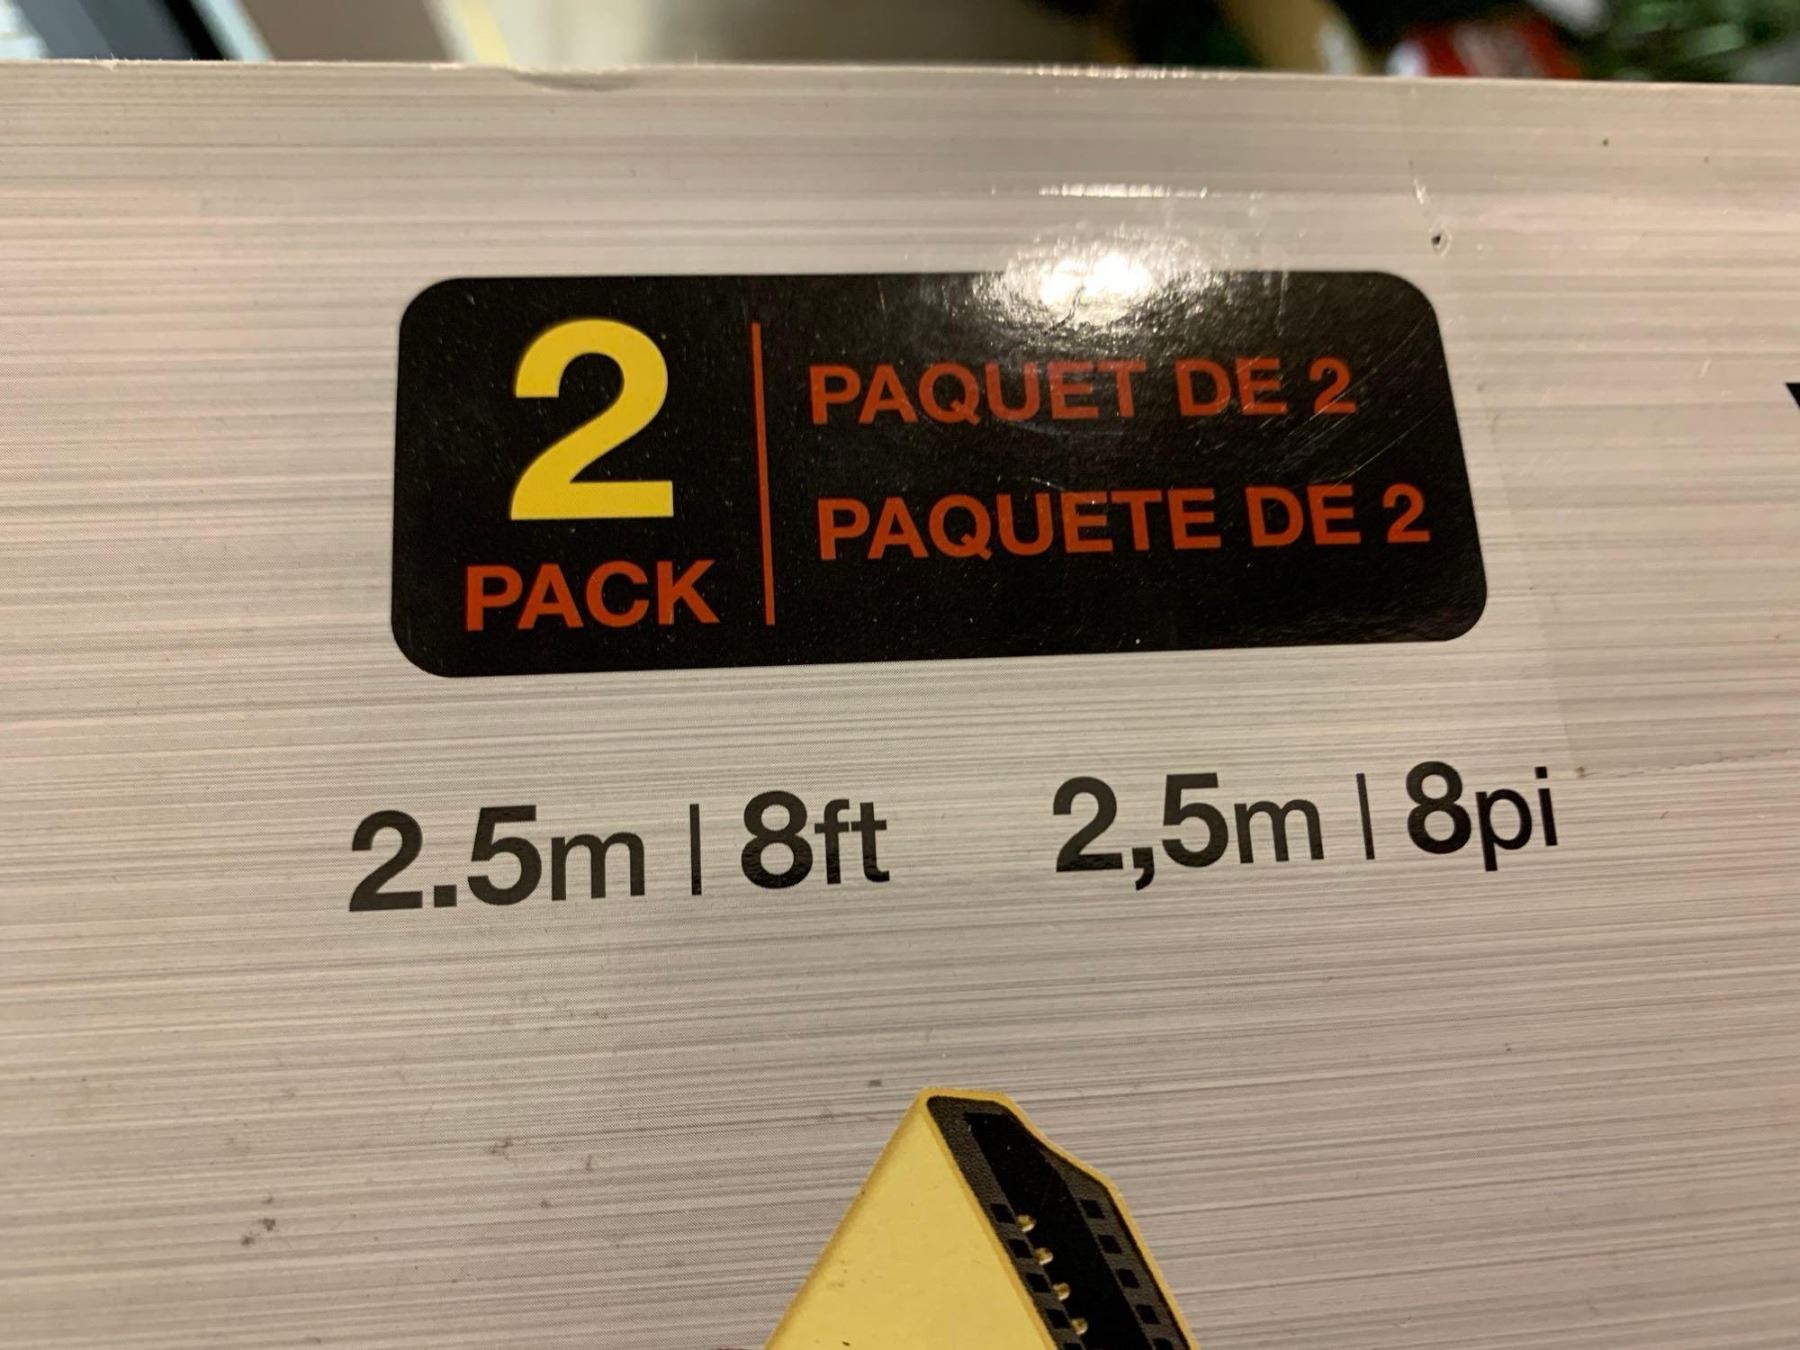 2
PACK
PAQUET DE 2
PAQUETE DE 2
2.5m | 8ft
2,5m | 8pi